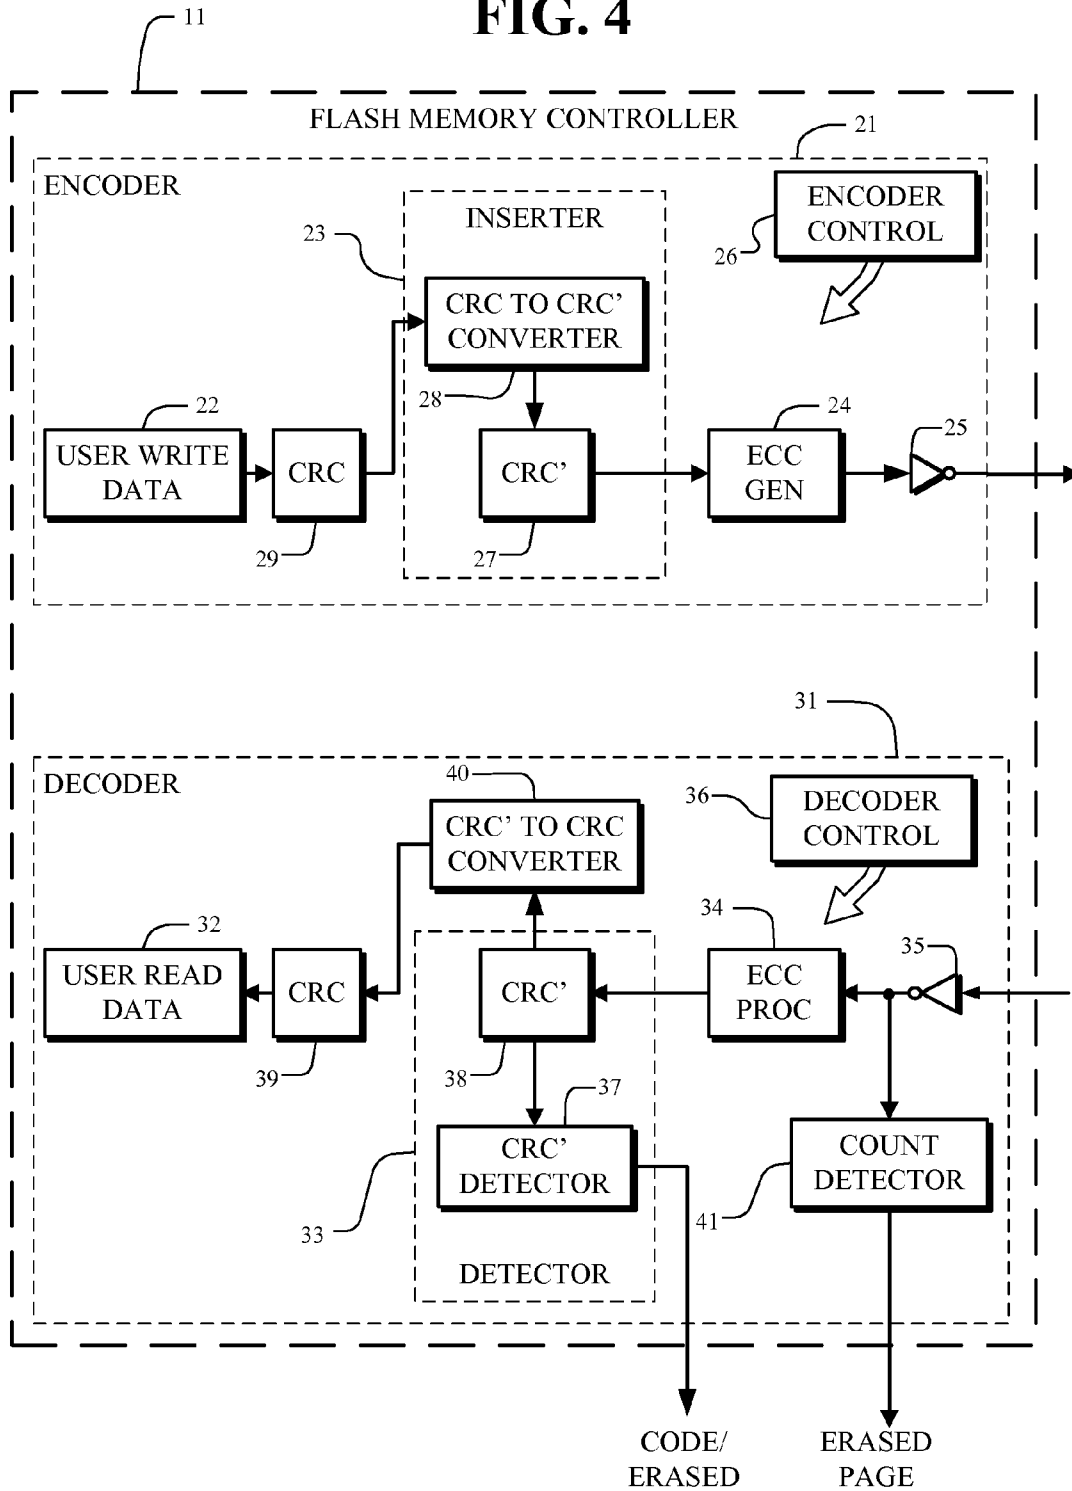 FIG. 4
11
FLASH MEMORY CONTROLLER
21
ENCODER
ENCODER
CONTROL
26
INSERTER
23
CRC TO CRC’
CONVERTER
28
22
USER WRITE
DATA
CRC
29
CRC’
27
24
ECC
GEN
25
31
DECODER
40
CRC’ TO CRC
CONVERTER
36
DECODER
CONTROL
32
USER READ
DATA
CRC
39
CRC’
38
34
ECC
PROC
35
37
CRC’
DETECTOR
33
DETECTOR
COUNT
DETECTOR
41
CODE/
ERASED
ERASED
PAGE